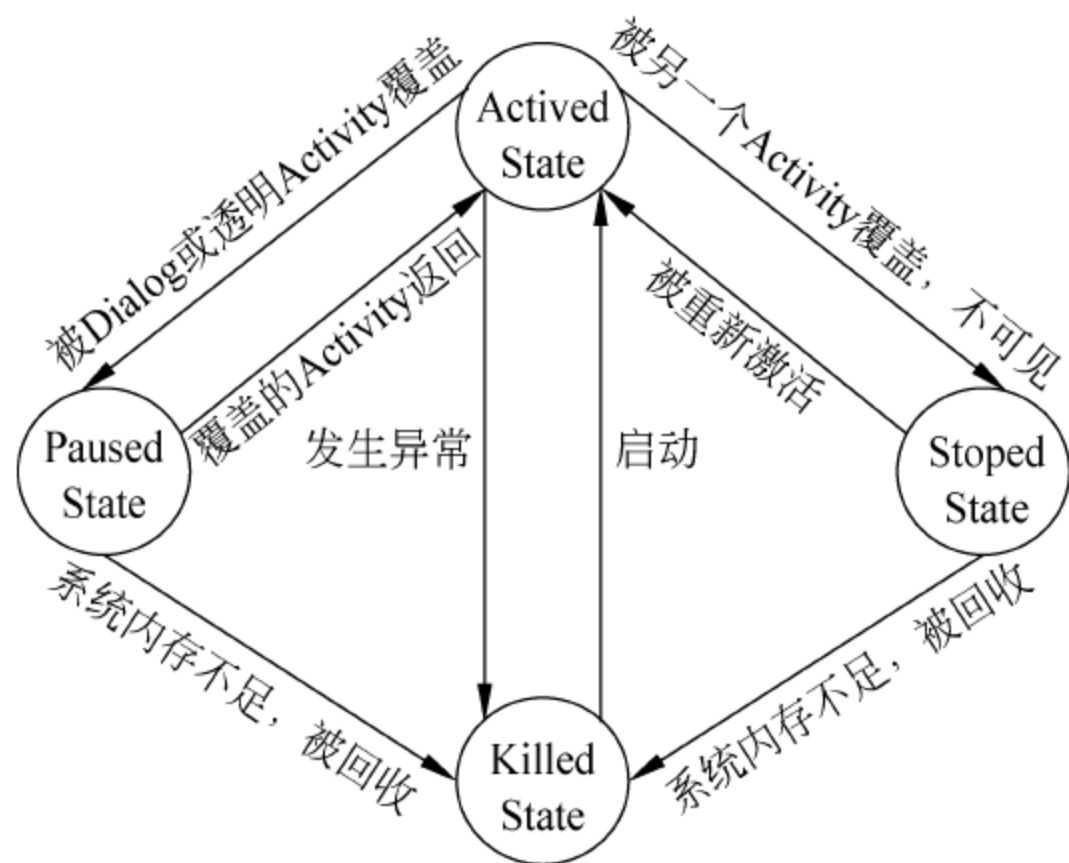 被Dialog或透明Activity覆盖
被另一个Activity覆盖，不可见
Actived
State
覆盖的Activity返回
被重新激活
Paused
State
发生异常
启动
Stoped
State
系统内存不足，被回收
系统内存不足，被回收
Killed
State